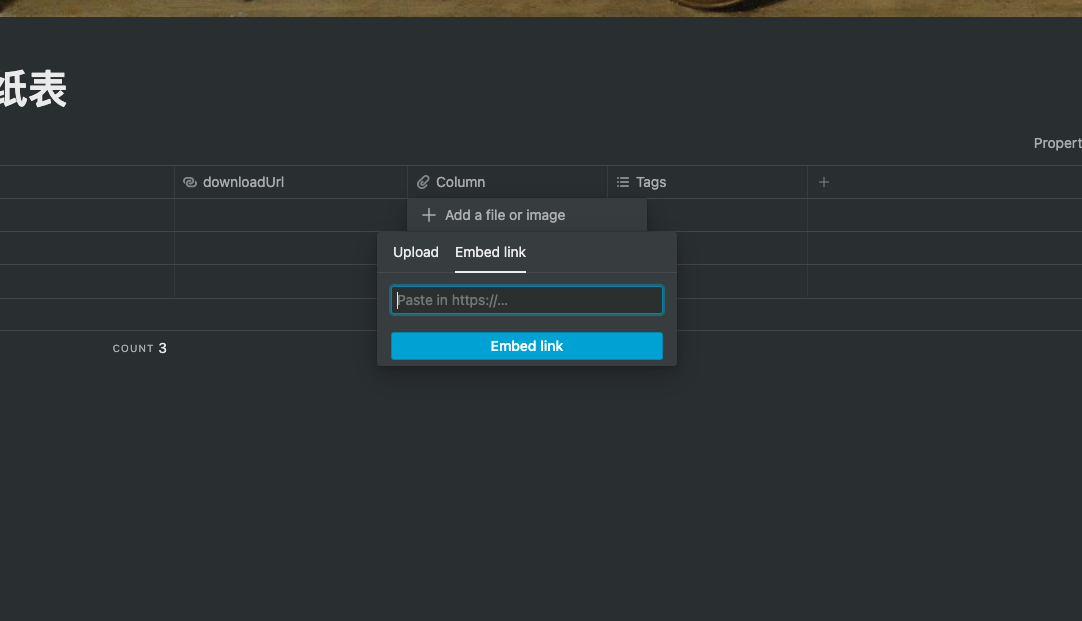 纸表
Propert
downloadUrl
Column
Tags
Add a file or image
Upload
Embed link
Paste in https://...
Embed link
COUNT 3